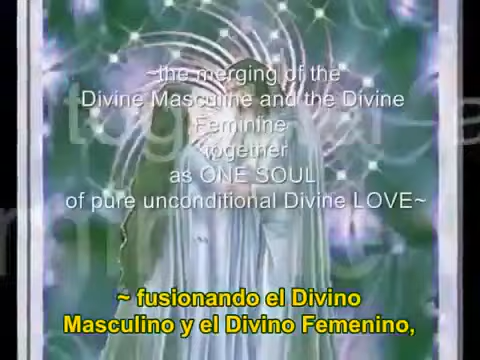 ~the merging of the
Divine Masculine and the Divine
Feminine
together
as ONE SOUL
of pure unconditional Divine LOVE~
~ fusionando el Divino
Masculino y el Divino Femenino,